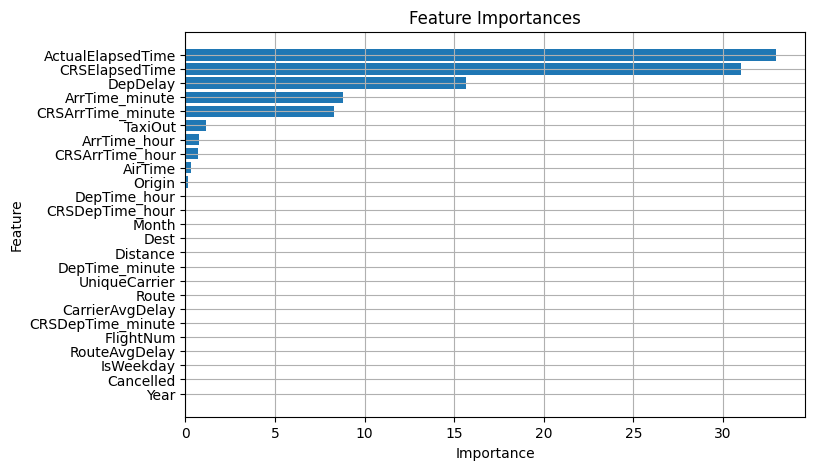 Feature Importances
Feature
ActualElapsedTime
CRSElapsedTime
DepDelay
ArrTime_minute
CRSArrTime_minute
TaxiOut
ArrTime_hour
CRSArrTime_hour
AirTime
Origin
DepTime_hour
CRSDepTime_hour
Month
Dest
Distance
DepTime_minute
UniqueCarrier
Route
CarrierAvgDelay
CRSDepTime_minute
FlightNum
RouteAvgDelay
IsWeekday
Cancelled
Year
0 5 10 15 20 25 30
Importance